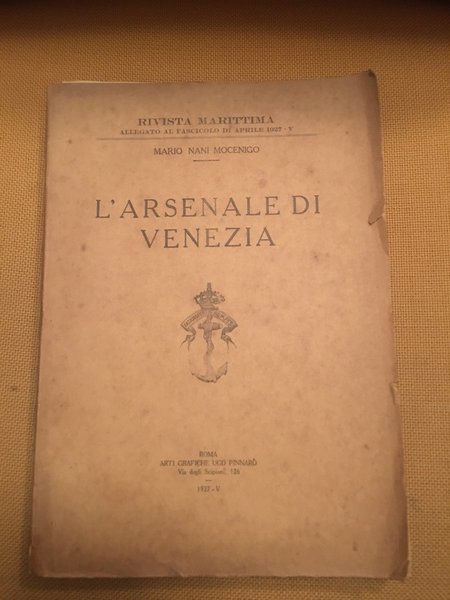 RIVISTA MARITTIMA
ALLEGATO AL FASCICOLO DI APRILE 1927 - V
MARIO NANI MOCENIGO
L'ARSENALE DI
VENEZIA
ROMA
ARTI GRAFICHE UGO PINNARÒ
Via degli Scipioni, 126
1927 - V